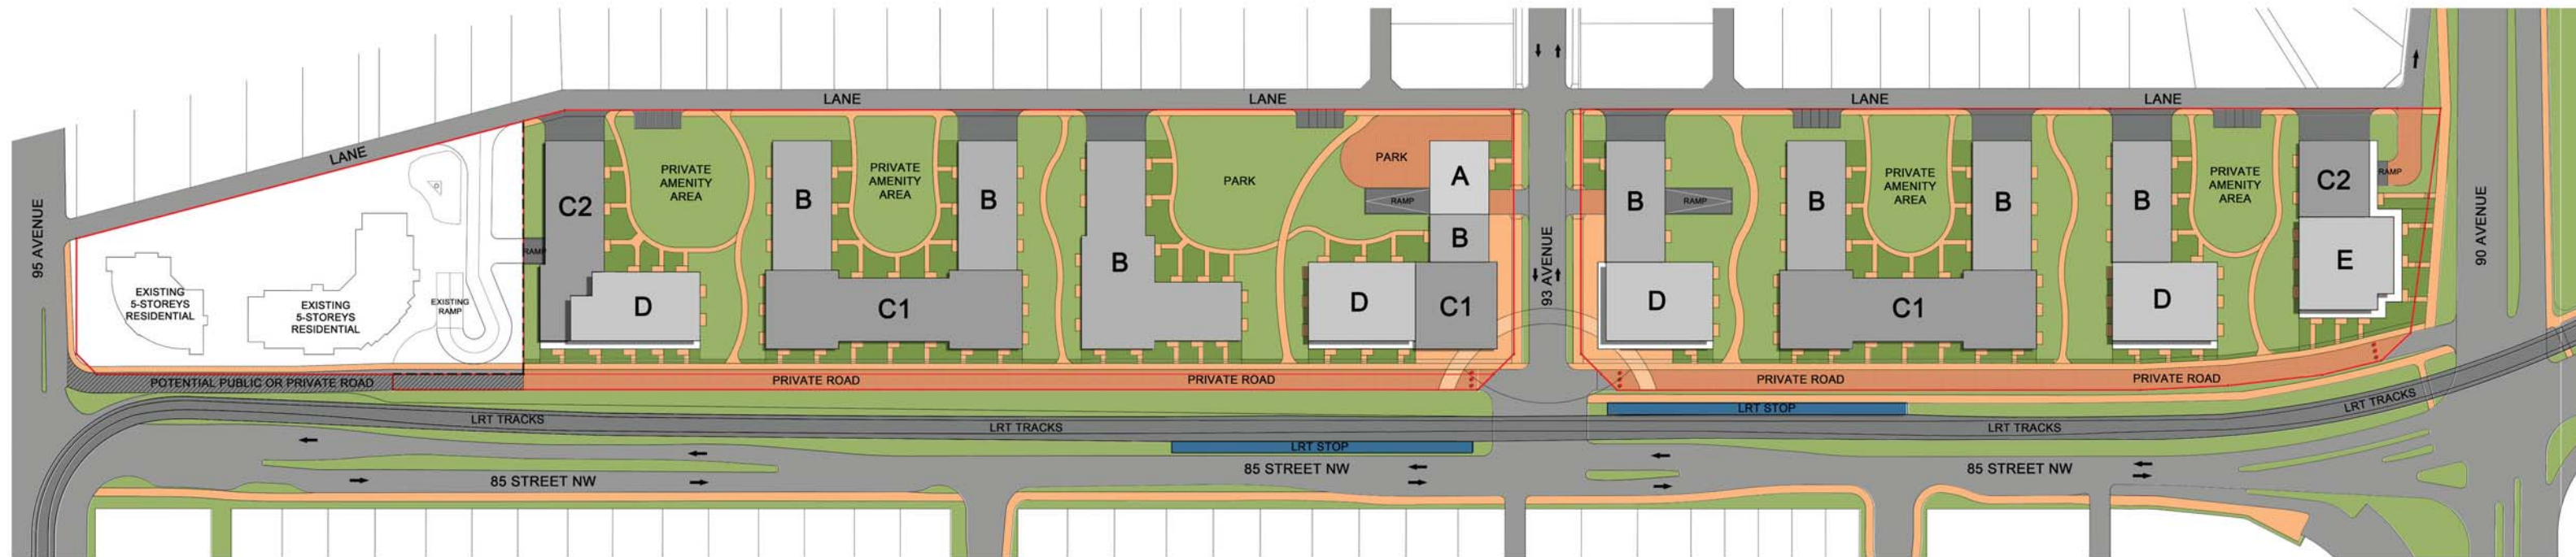 LANE
LANE
LANE
LANE
LANE
95 AVENUE
C2
PRIVATE
AMENITY
AREA
B
PRIVATE
AMENITY
AREA
B
B
PARK
PARK
A
RAMP
B
RAMP
D
C1
D
C1
EXISTING
5-STOREYS
RESIDENTIAL
EXISTING
5-STOREYS
RESIDENTIAL
EXISTING
RAMP
93 AVENUE
B
RAMP
D
B
PRIVATE
AMENITY
AREA
B
C1
B
PRIVATE
AMENITY
AREA
D
C2
RAMP
E
90 AVENUE
POTENTIAL PUBLIC OR PRIVATE ROAD
PRIVATE ROAD
PRIVATE ROAD
PRIVATE ROAD
PRIVATE ROAD
LRT TRACKS
LRT TRACKS
LRT STOP
LRT STOP
LRT TRACKS
LRT TRACKS
85 STREET NW
85 STREET NW
85 STREET NW